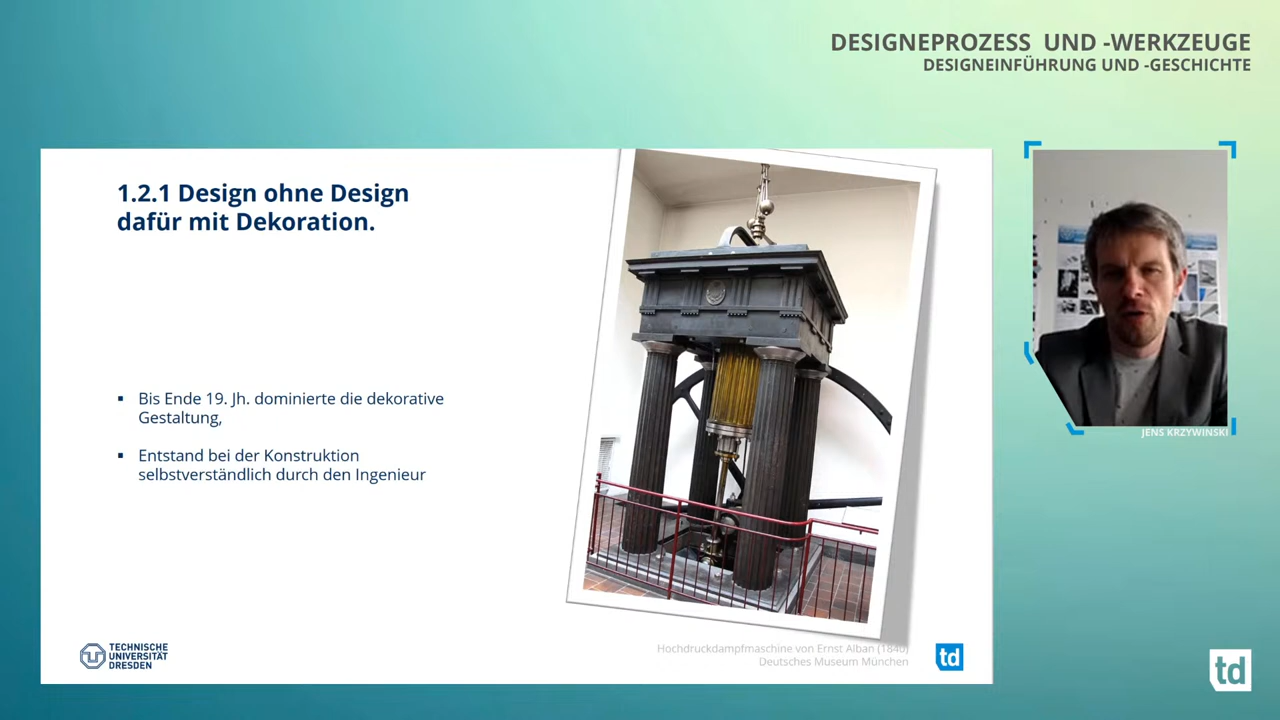 DESIGNEPROZESS UND -WERKZEUGE
DESIGNEINFÜHRUNG UND -GESCHICHTE
1.2.1 Design ohne Design
dafür mit Dekoration.
▪ Bis Ende 19. Jh. dominierte die dekorative
Gestaltung,
▪ Entstand bei der Konstruktion
selbstverständlich durch den Ingenieur
JENS KRZYWINSKI
TECHNISCHE
UNIVERSITÄT
DRESDEN
Hochdruckdampfmaschine von Ernst Alban (1840)
Deutsches Museum München
td
td